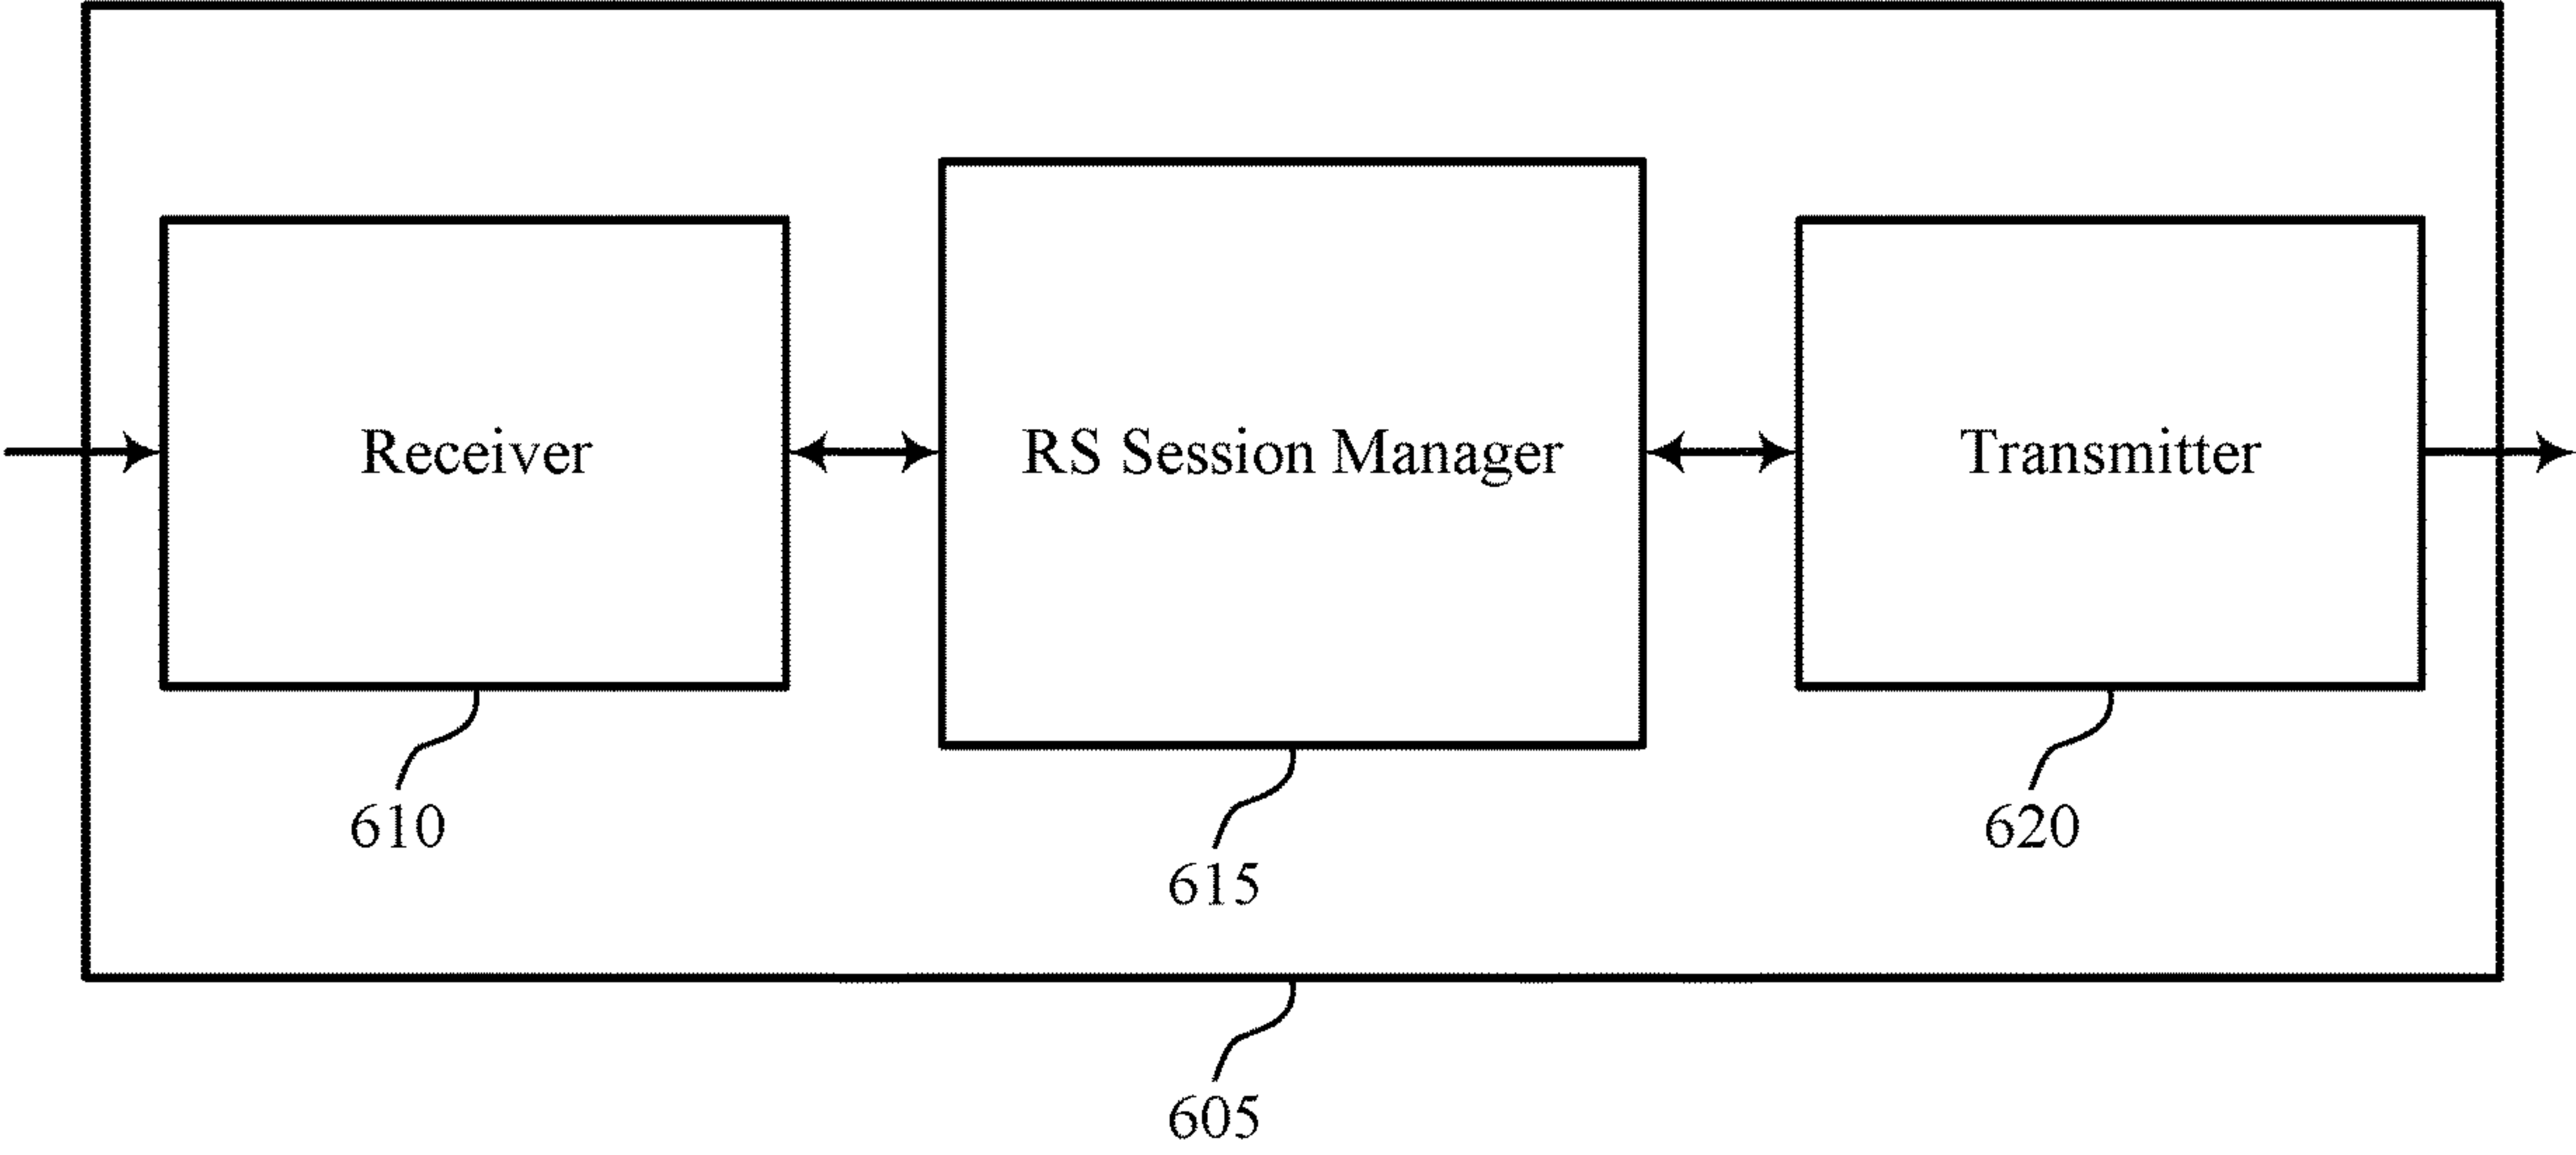 Receiver
RS Session Manager
Transmitter
610
615
620
605